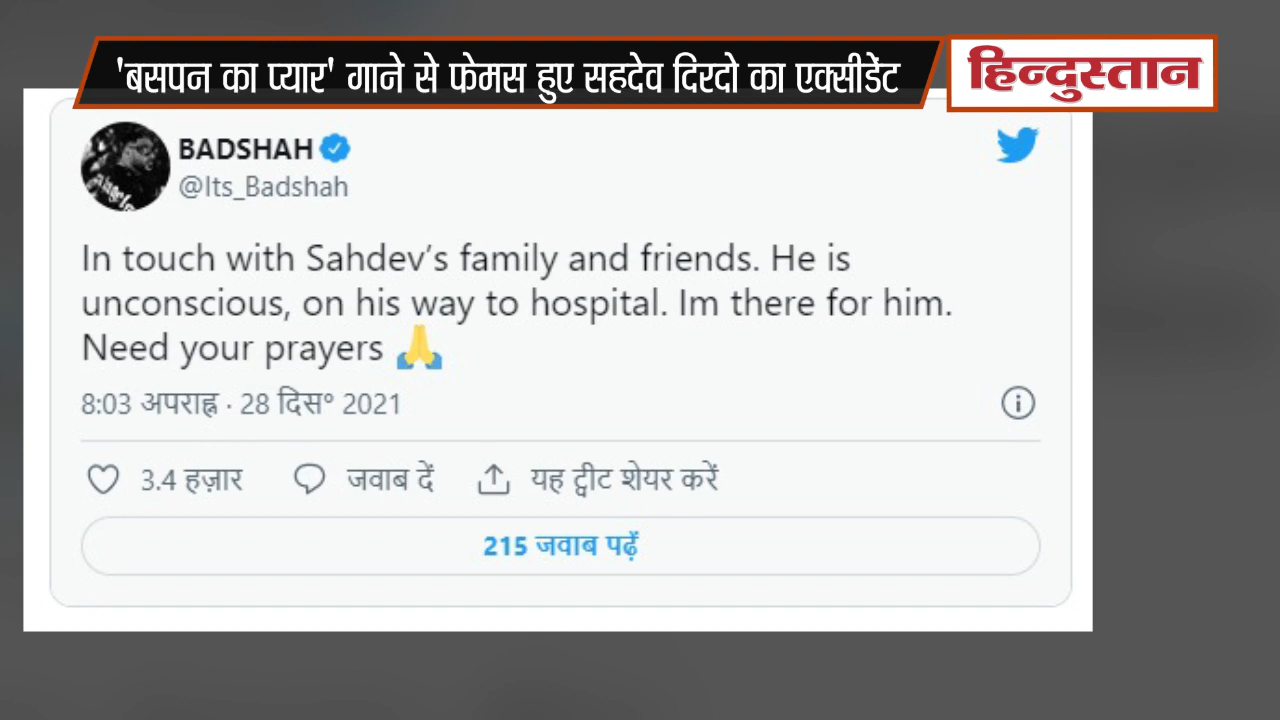 'बसपन का प्यार' गाने से फेमस हुए सहदेव दिरदो का एक्सीडेंट
हिन्दुस्तान
BADSHAH
@Its_Badshah
In touch with Sahdev’s family and friends. He is
unconscious, on his way to hospital. Im there for him.
Need your prayers 🙏
8:03 अपराह्न · 28 दिस॰ 2021
3.4 हज़ार जवाब दें यह ट्वीट शेयर करें
215 जवाब पढ़ें